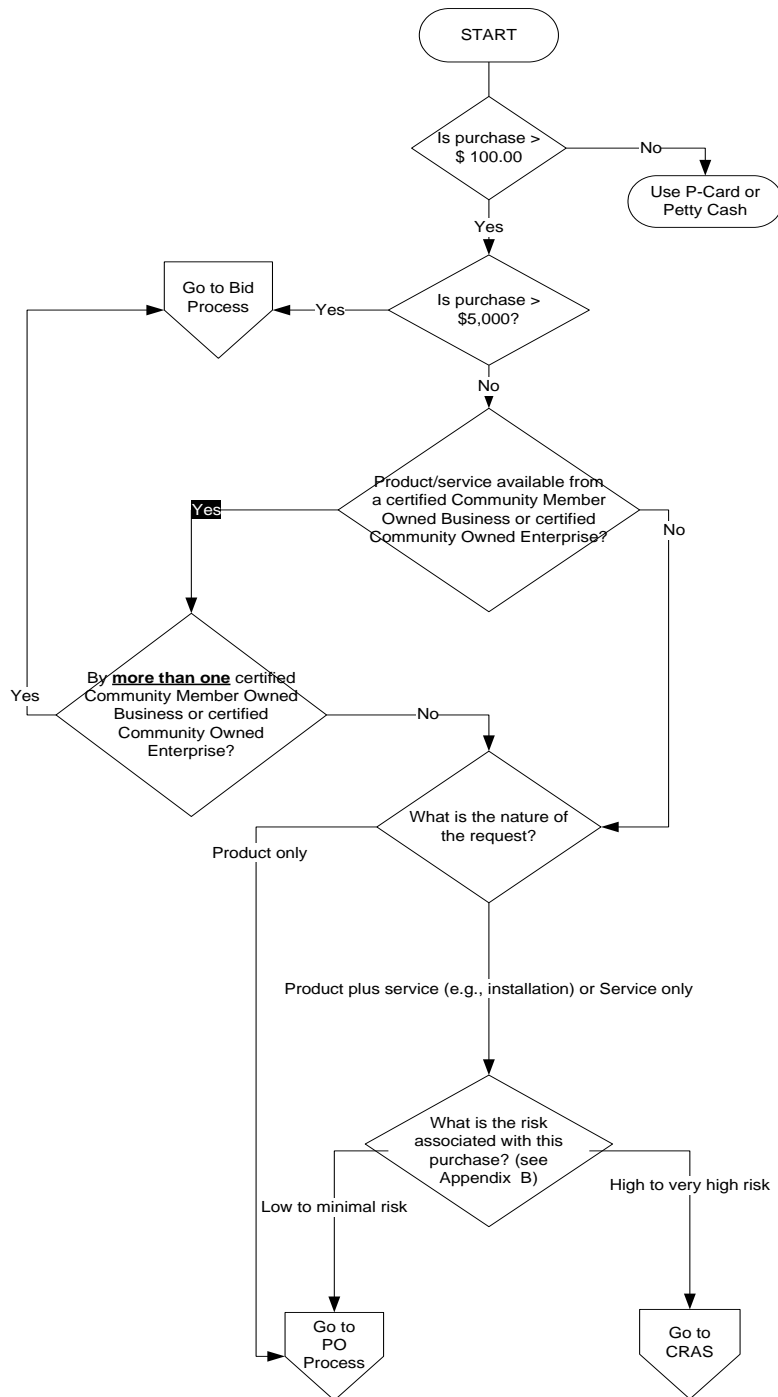 START
Is purchase >
$ 100.00
No
Use P-Card or
Petty Cash
Yes
Go to Bid
Process
Yes
Is purchase >
$5,000?
No
Product/service available from
a certified Community Member
Owned Business or certified
Community Owned Enterprise?
Yes
No
By more than one certified
Community Member Owned
Business or certified
Community Owned
Enterprise?
Yes
No
What is the nature of
the request?
Product only
Product plus service (e.g., installation) or Service only
What is the risk
associated with this
purchase? (see
Appendix B)
Low to minimal risk
High to very high risk
Go to
PO
Process
Go to
CRAS